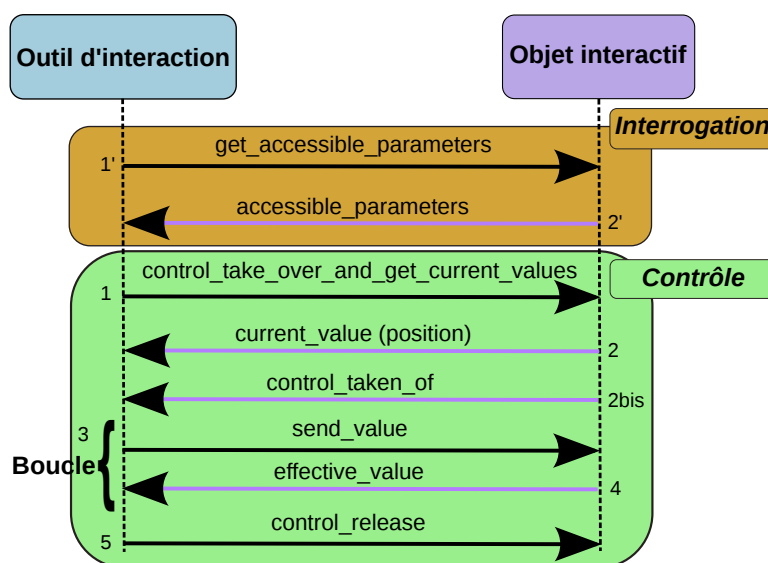 Outil d'interaction
Objet interactif
Interrogation
get_accessible_parameters
1'
accessible_parameters
2'
control_take_over_and_get_current_values
Contrôle
1
current_value (position)
2
control_taken_of
2bis
3
send_value
Boucle
effective_value
4
control_release
5